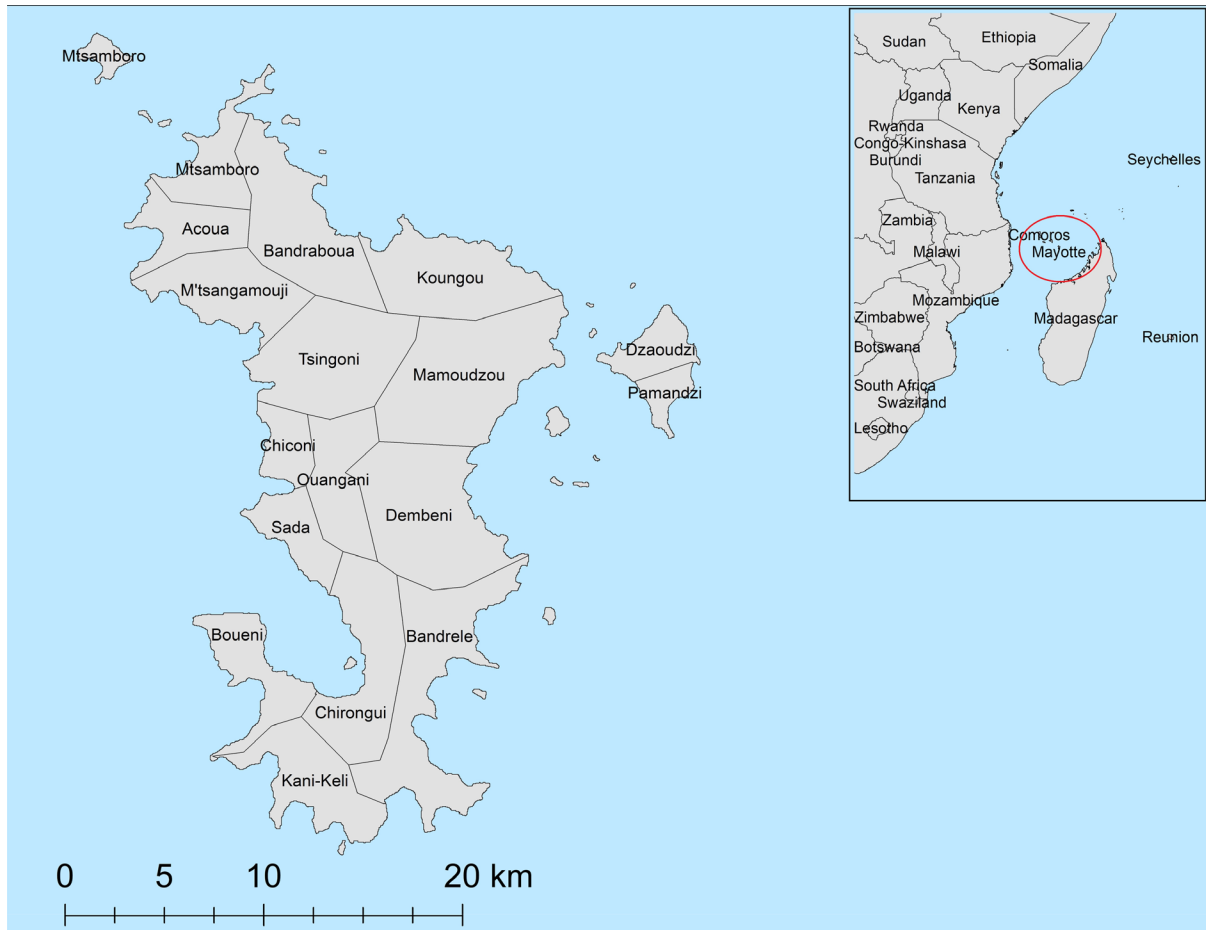 Mtsamboro
Mtsamboro
Acoua
Bandraboua
Koungou
M'tsangamouji
Tsingoni
Mamoudzou
Dzaoudzi
Pamandzi
Chiconi
Ouangani
Sada
Dembeni
Boueni
Bandrele
Chirongui
Kani-Keli
0 5 10 20 km
Sudan
Ethiopia
Somalia
Uganda
Kenya
Rwanda
Congo-Kinshasa
Burundi
Tanzania
Seychelles
Zambia
Comoros
Malawi
Mayotte
Mozambique
Zimbabwe
Madagascar
Reunion
Botswana
South Africa
Swaziland
Lesotho